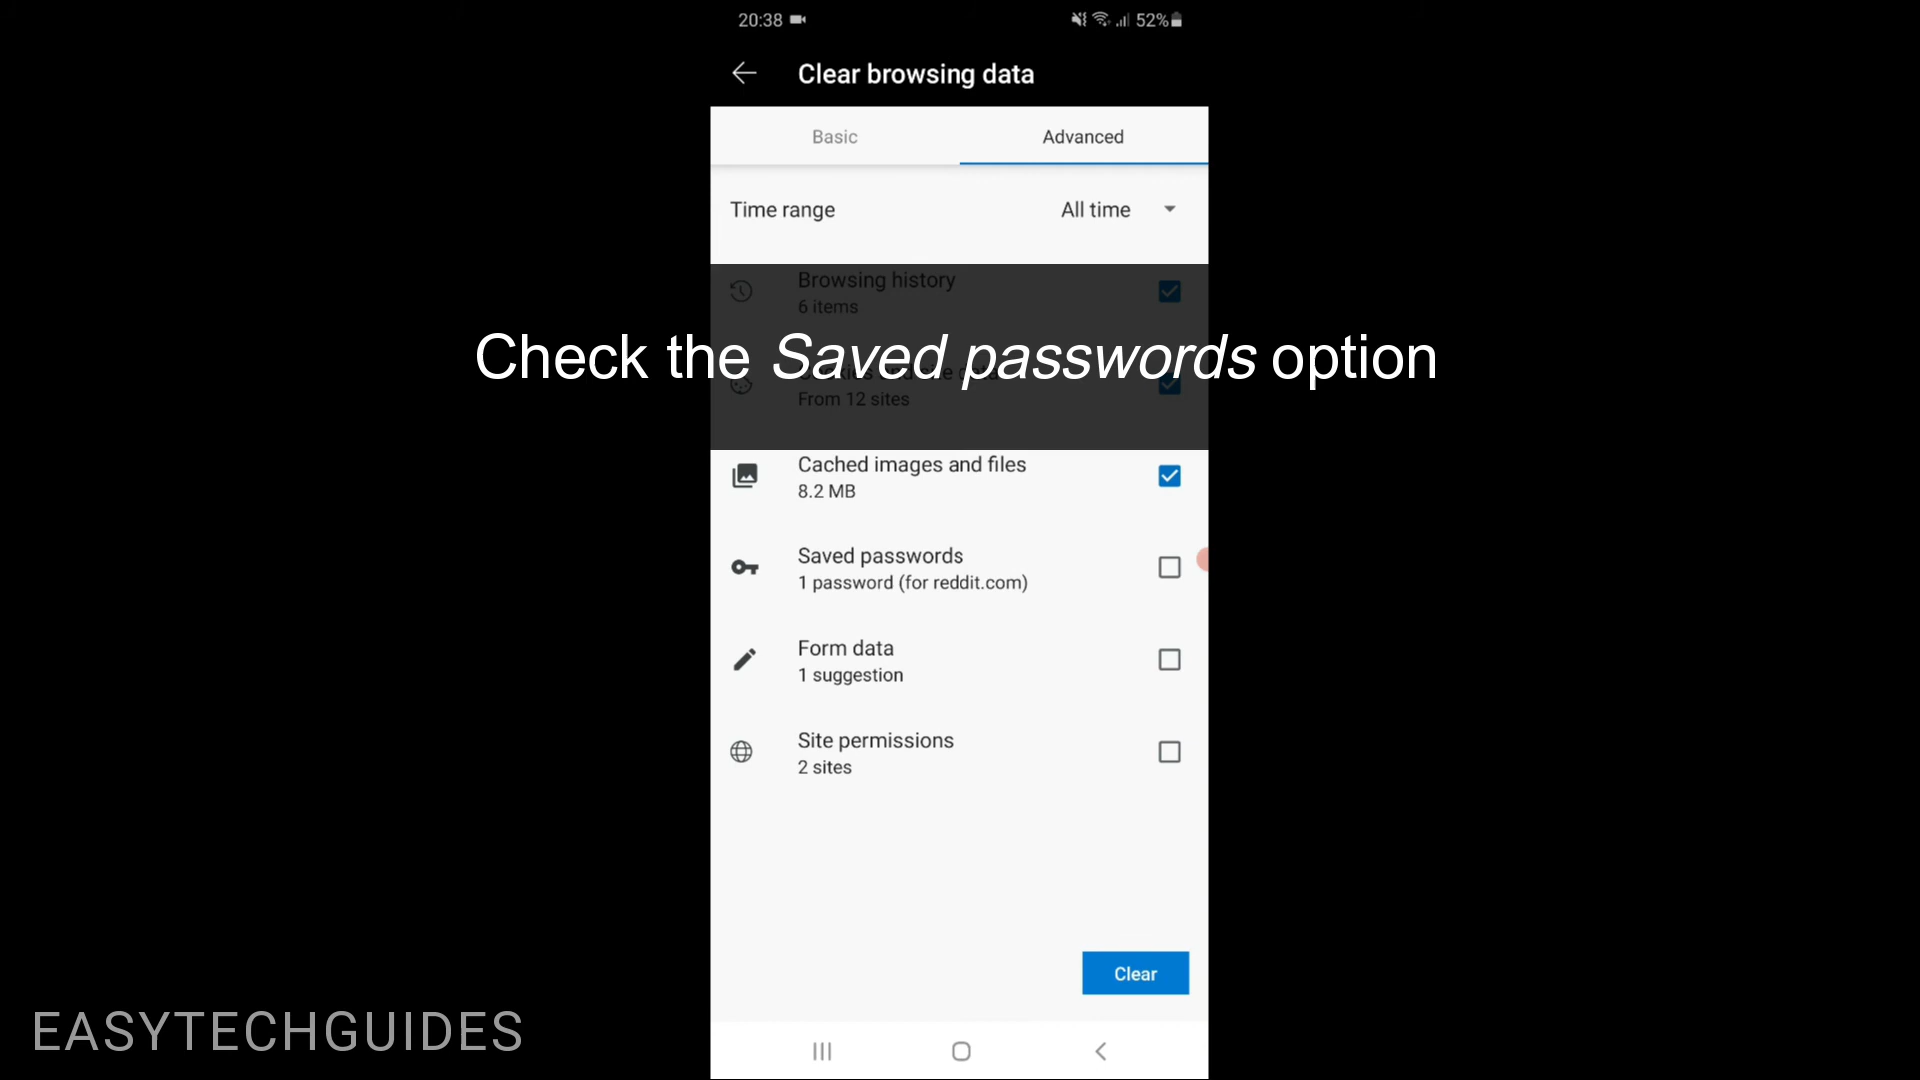 20:38
52%
Clear browsing data
Basic
Advanced
Time range
All time
Browsing history
6 items
Check the Saved passwords option
From 12 sites
Cached images and files
8.2 MB
Saved passwords
1 password (for reddit.com)
Form data
1 suggestion
Site permissions
2 sites
Clear
EASYTECHGUIDES